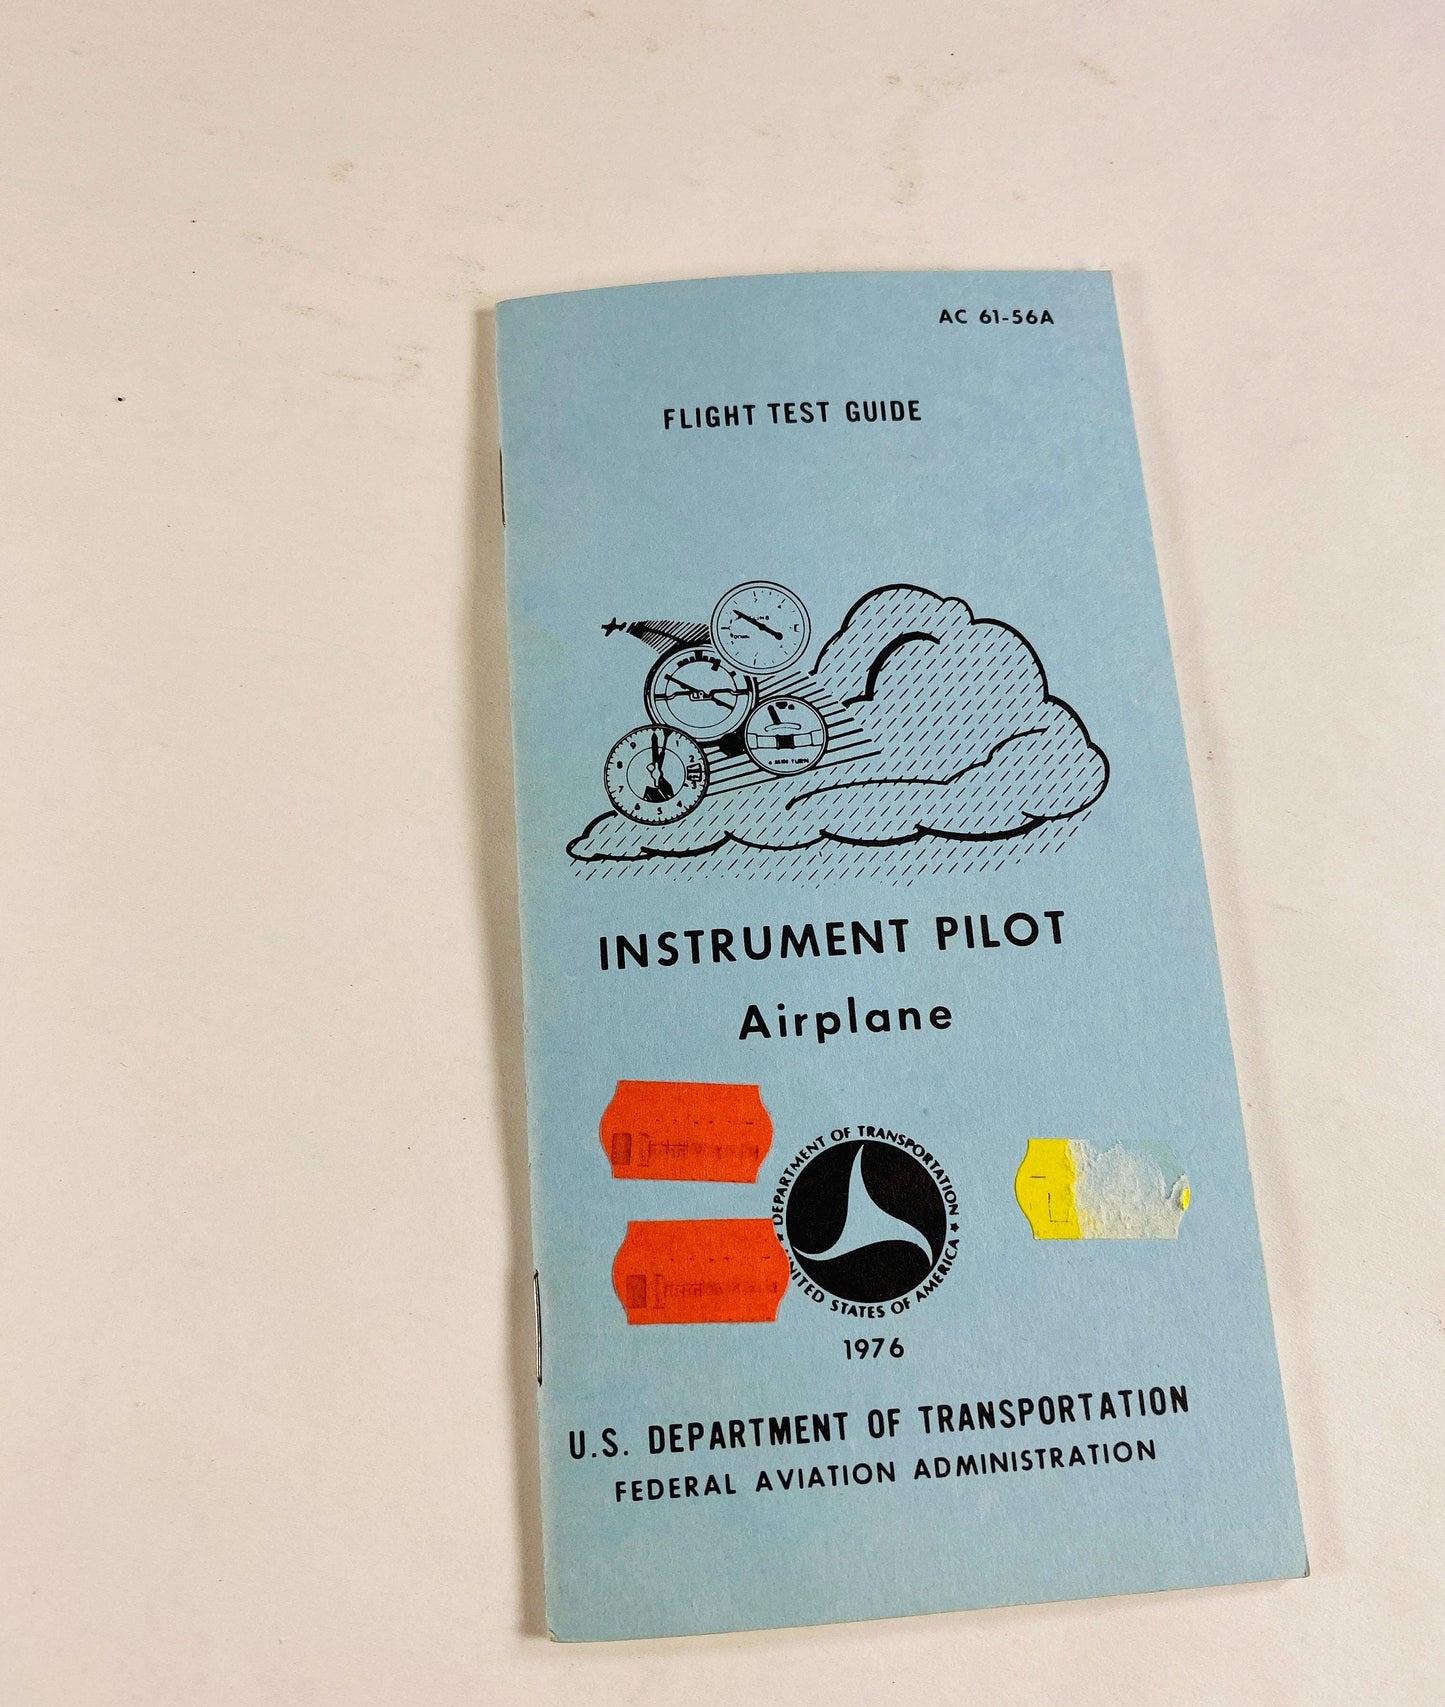 AC 61-56A
FLIGHT TEST GUIDE
INSTRUMENT PILOT
Airplane
DEPARTMENT OF TRANSPORTATION
UNITED STATES OF AMERICA
1976
U.S. DEPARTMENT OF TRANSPORTATION
FEDERAL AVIATION ADMINISTRATION